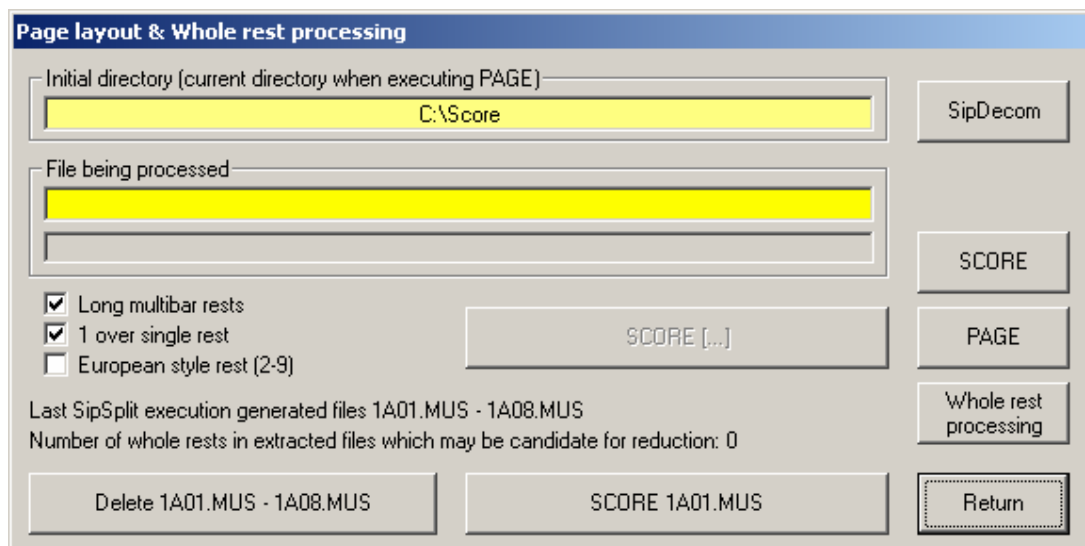 Page layout & Whole rest processing
Initial directory (current directory when executing PAGE)
C:\Score
SipDecom
File being processed
SCORE
Long multibar rests
1 over single rest
European style rest (2-9)
SCORE [...]
PAGE
Last SipSplit execution generated files 1A01.MUS - 1A08.MUS
Number of whole rests in extracted files which may be candidate for reduction: 0
Whole rest
processing
Delete 1A01.MUS - 1A08.MUS
SCORE 1A01.MUS
Return